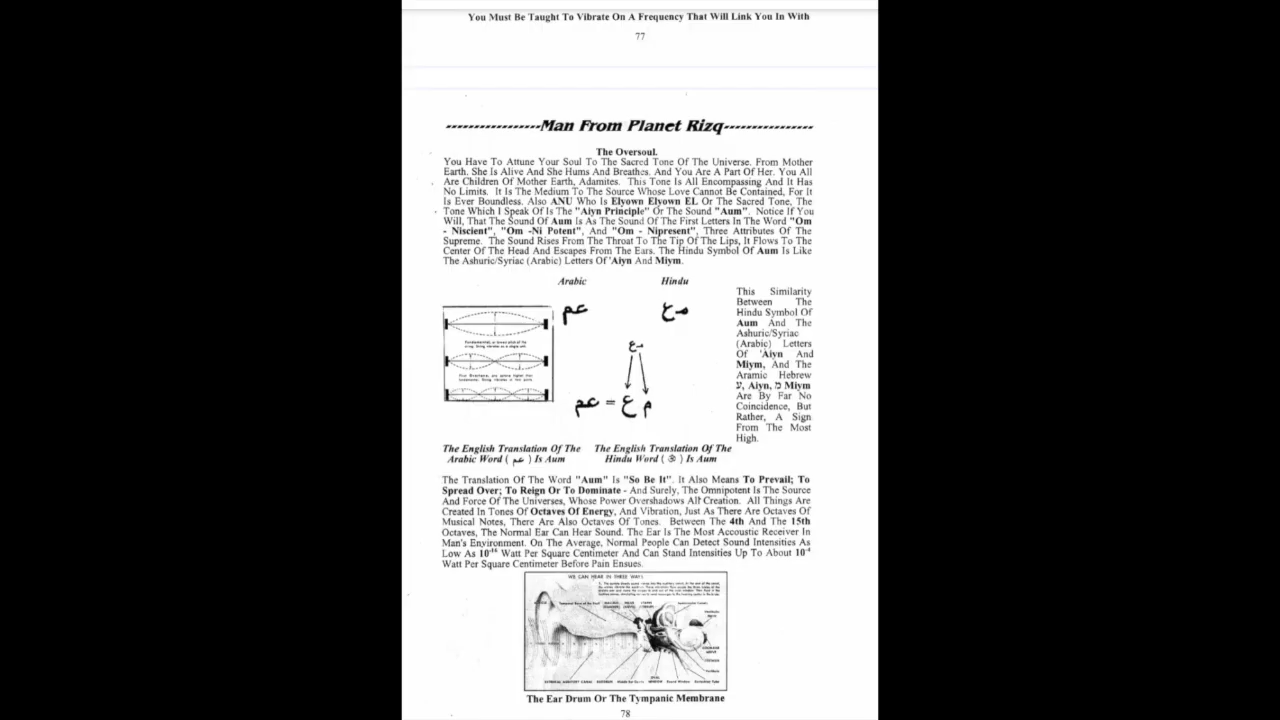 You Must Be Taught To Vibrate On A Frequency That Will Link You In With
77
Man From Planet Rizq
The Oversoul.
You Have To Attune Your Soul To The Sacred Tone Of The Universe. From Mother
Earth. She Is Alive And She Hums And Breathes. And You Are A Part Of Her. You All
Are Children Of Mother Earth, Adamites. This Tone Is All Encompassing And It Has
No Limits. It Is The Medium To The Source Whose Love Cannot Be Contained, For It
Is Ever Boundless. Also ANU Who Is Elyown Elyown EL Or The Sacred Tone, The
Tone Which I Speak Of Is The "Aiyn Principle" Or The Sound "Aum". Notice If You
Will, That The Sound Of Aum Is As The Sound Of The First Letters In The Word "Om
- Niscient", "Om -Ni Potent", And "Om - Nipresent", Three Attributes Of The
Supreme. The Sound Rises From The Throat To The Tip Of The Lips, It Flows To The
Center Of The Head And Escapes From The Ears. The Hindu Symbol Of Aum Is Like
The Ashuric/Syriac (Arabic) Letters Of 'Aiyn And Miym.
Arabic Hindu
عم
مع
مع
عم = ع م
This Similarity
Between The
Hindu Symbol Of
Aum And The
Ashuric/Syriac
(Arabic) Letters
Of 'Aiyn And
Miym, And The
Aramic Hebrew
ע, Aiyn, מ Miym
Are By Far No
Coincidence, But
Rather, A Sign
From The Most
High.
The English Translation Of The
Arabic Word ( عم ) Is Aum
The English Translation Of The
Hindu Word ( ॐ ) Is Aum
The Translation Of The Word "Aum" Is "So Be It". It Also Means To Prevail; To
Spread Over; To Reign Or To Dominate - And Surely, The Omnipotent Is The Source
And Force Of The Universes, Whose Power Overshadows All Creation. All Things Are
Created In Tones Of Octaves Of Energy, And Vibration, Just As There Are Octaves Of
Musical Notes, There Are Also Octaves Of Tones. Between The 4th And The 15th
Octaves, The Normal Ear Can Hear Sound. The Ear Is The Most Accoustic Receiver In
Man's Environment. On The Average, Normal People Can Detect Sound Intensities As
Low As 10⁻¹⁶ Watt Per Square Centimeter And Can Stand Intensities Up To About 10⁻⁴
Watt Per Square Centimeter Before Pain Ensues.
WE CAN HEAR IN THREE WAYS
EXTERNAL AUDITORY CANAL
The Ear Drum Or The Tympanic Membrane
78